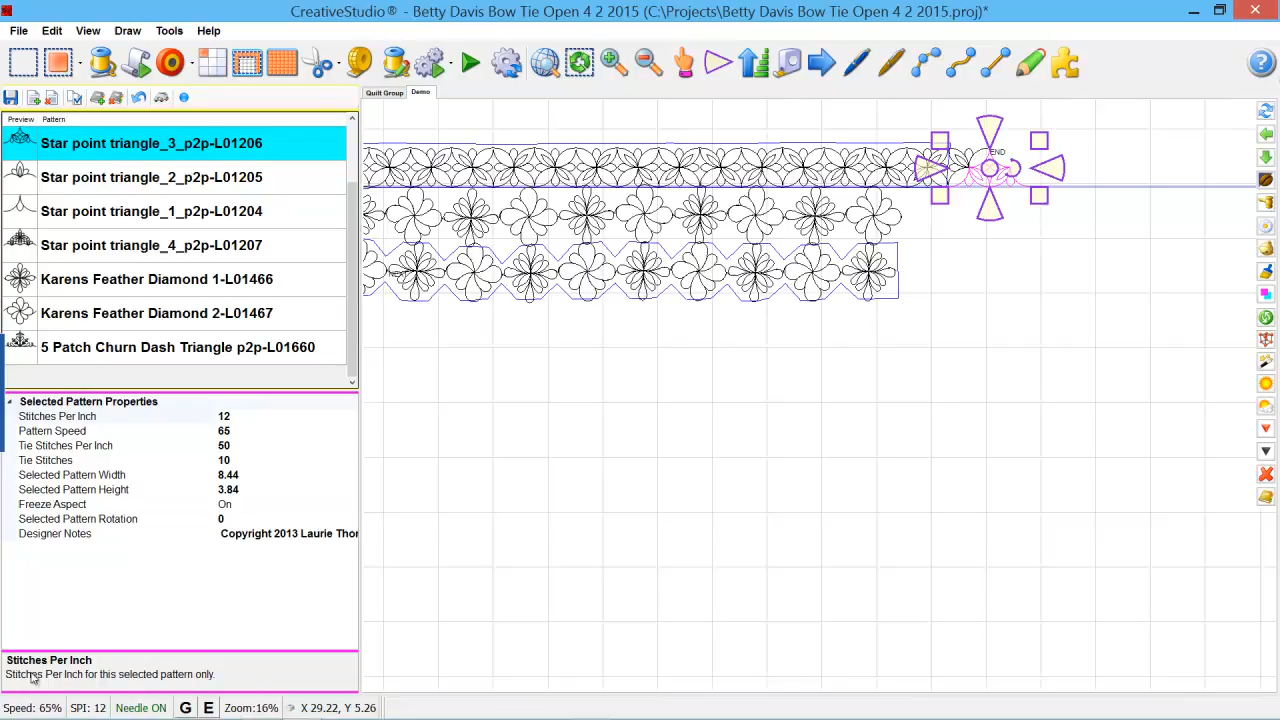 CreativeStudio® - Betty Davis Bow Tie Open 4 2 2015 (C:\Projects\Betty Davis Bow Tie Open 4 2 2015.proj)*
File Edit View Draw Tools Help
Quilt Group Demo
Preview Pattern
Star point triangle_3_p2p-L01206
Star point triangle_2_p2p-L01205
Star point triangle_1_p2p-L01204
Star point triangle_4_p2p-L01207
Karens Feather Diamond 1-L01466
Karens Feather Diamond 2-L01467
5 Patch Churn Dash Triangle p2p-L01660
END
Selected Pattern Properties
Stitches Per Inch 12
Pattern Speed 65
Tie Stitches Per Inch 50
Tie Stitches 10
Selected Pattern Width 8.44
Selected Pattern Height 3.84
Freeze Aspect On
Selected Pattern Rotation 0
Designer Notes Copyright 2013 Laurie Thor
Stitches Per Inch
Stitches Per Inch for this selected pattern only.
Speed: 65% SPI: 12 Needle ON G E Zoom:16% X 29.22, Y 5.26